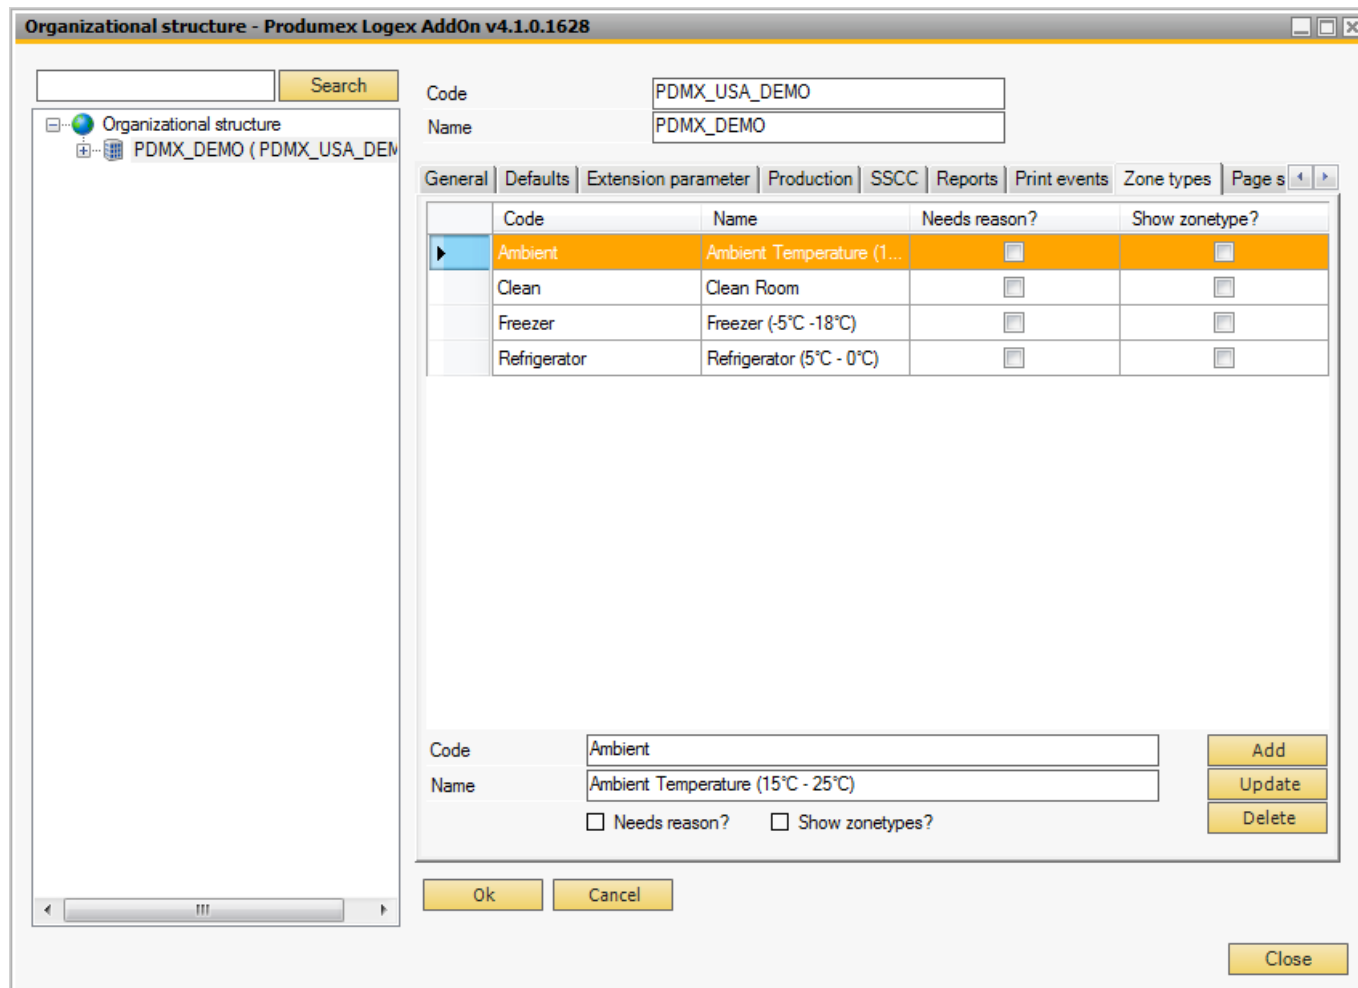 Organizational structure - Produmex Logex AddOn v4.1.0.1628
Search
Organizational structure
PDMX_DEMO ( PDMX_USA_DEM
Code PDMX_USA_DEMO
Name PDMX_DEMO
General Defaults Extension parameter Production SSCC Reports Print events Zone types Page s
Code Name Needs reason? Show zonetype?
Ambient Ambient Temperature (1...
Clean Clean Room
Freezer Freezer (-5°C -18°C)
Refrigerator Refrigerator (5°C - 0°C)
Code Ambient Add
Name Ambient Temperature (15°C - 25°C) Update
Needs reason? Show zonetypes? Delete
Ok Cancel
Close